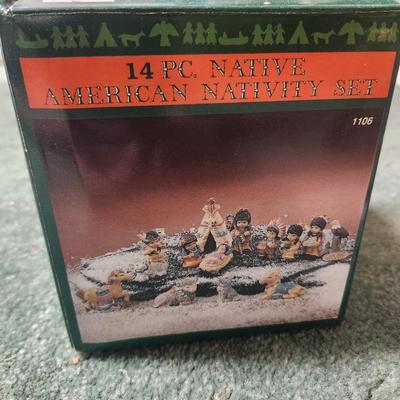 14 PC. NATIVE
AMERICAN NATIVITY SET
1106